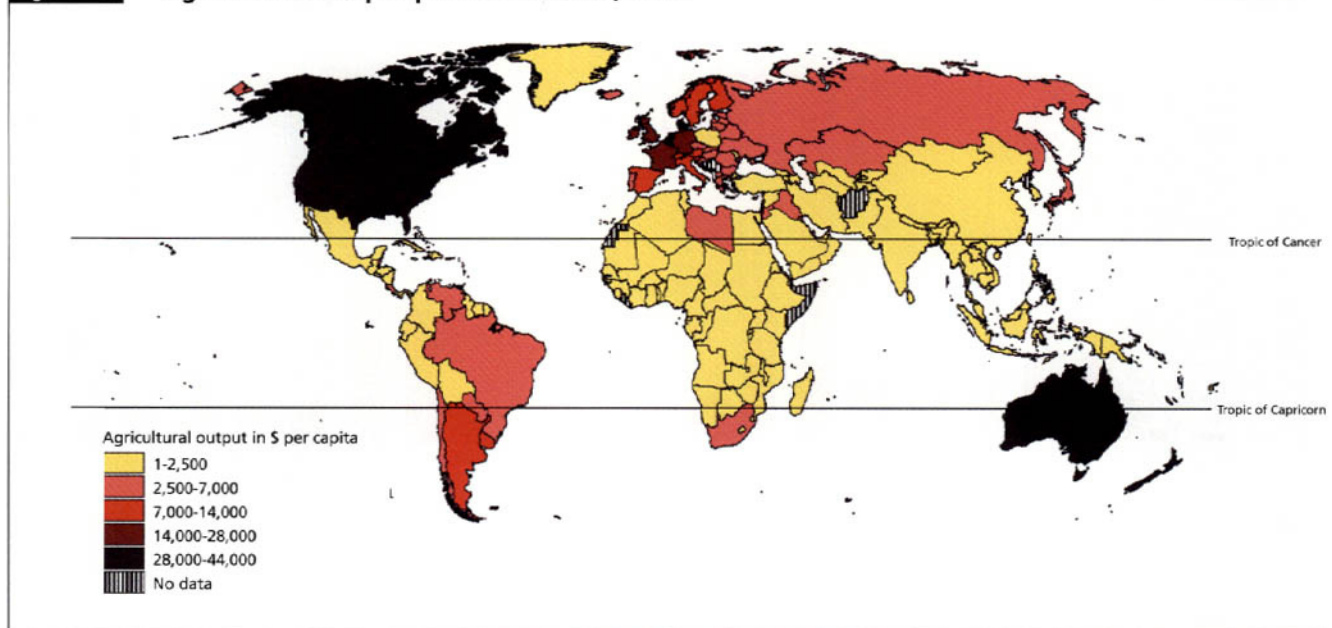 Tropic of Cancer
Tropic of Capricorn
Agricultural output in $ per capita
1-2,500
2,500-7,000
7,000-14,000
14,000-28,000
28,000-44,000
No data